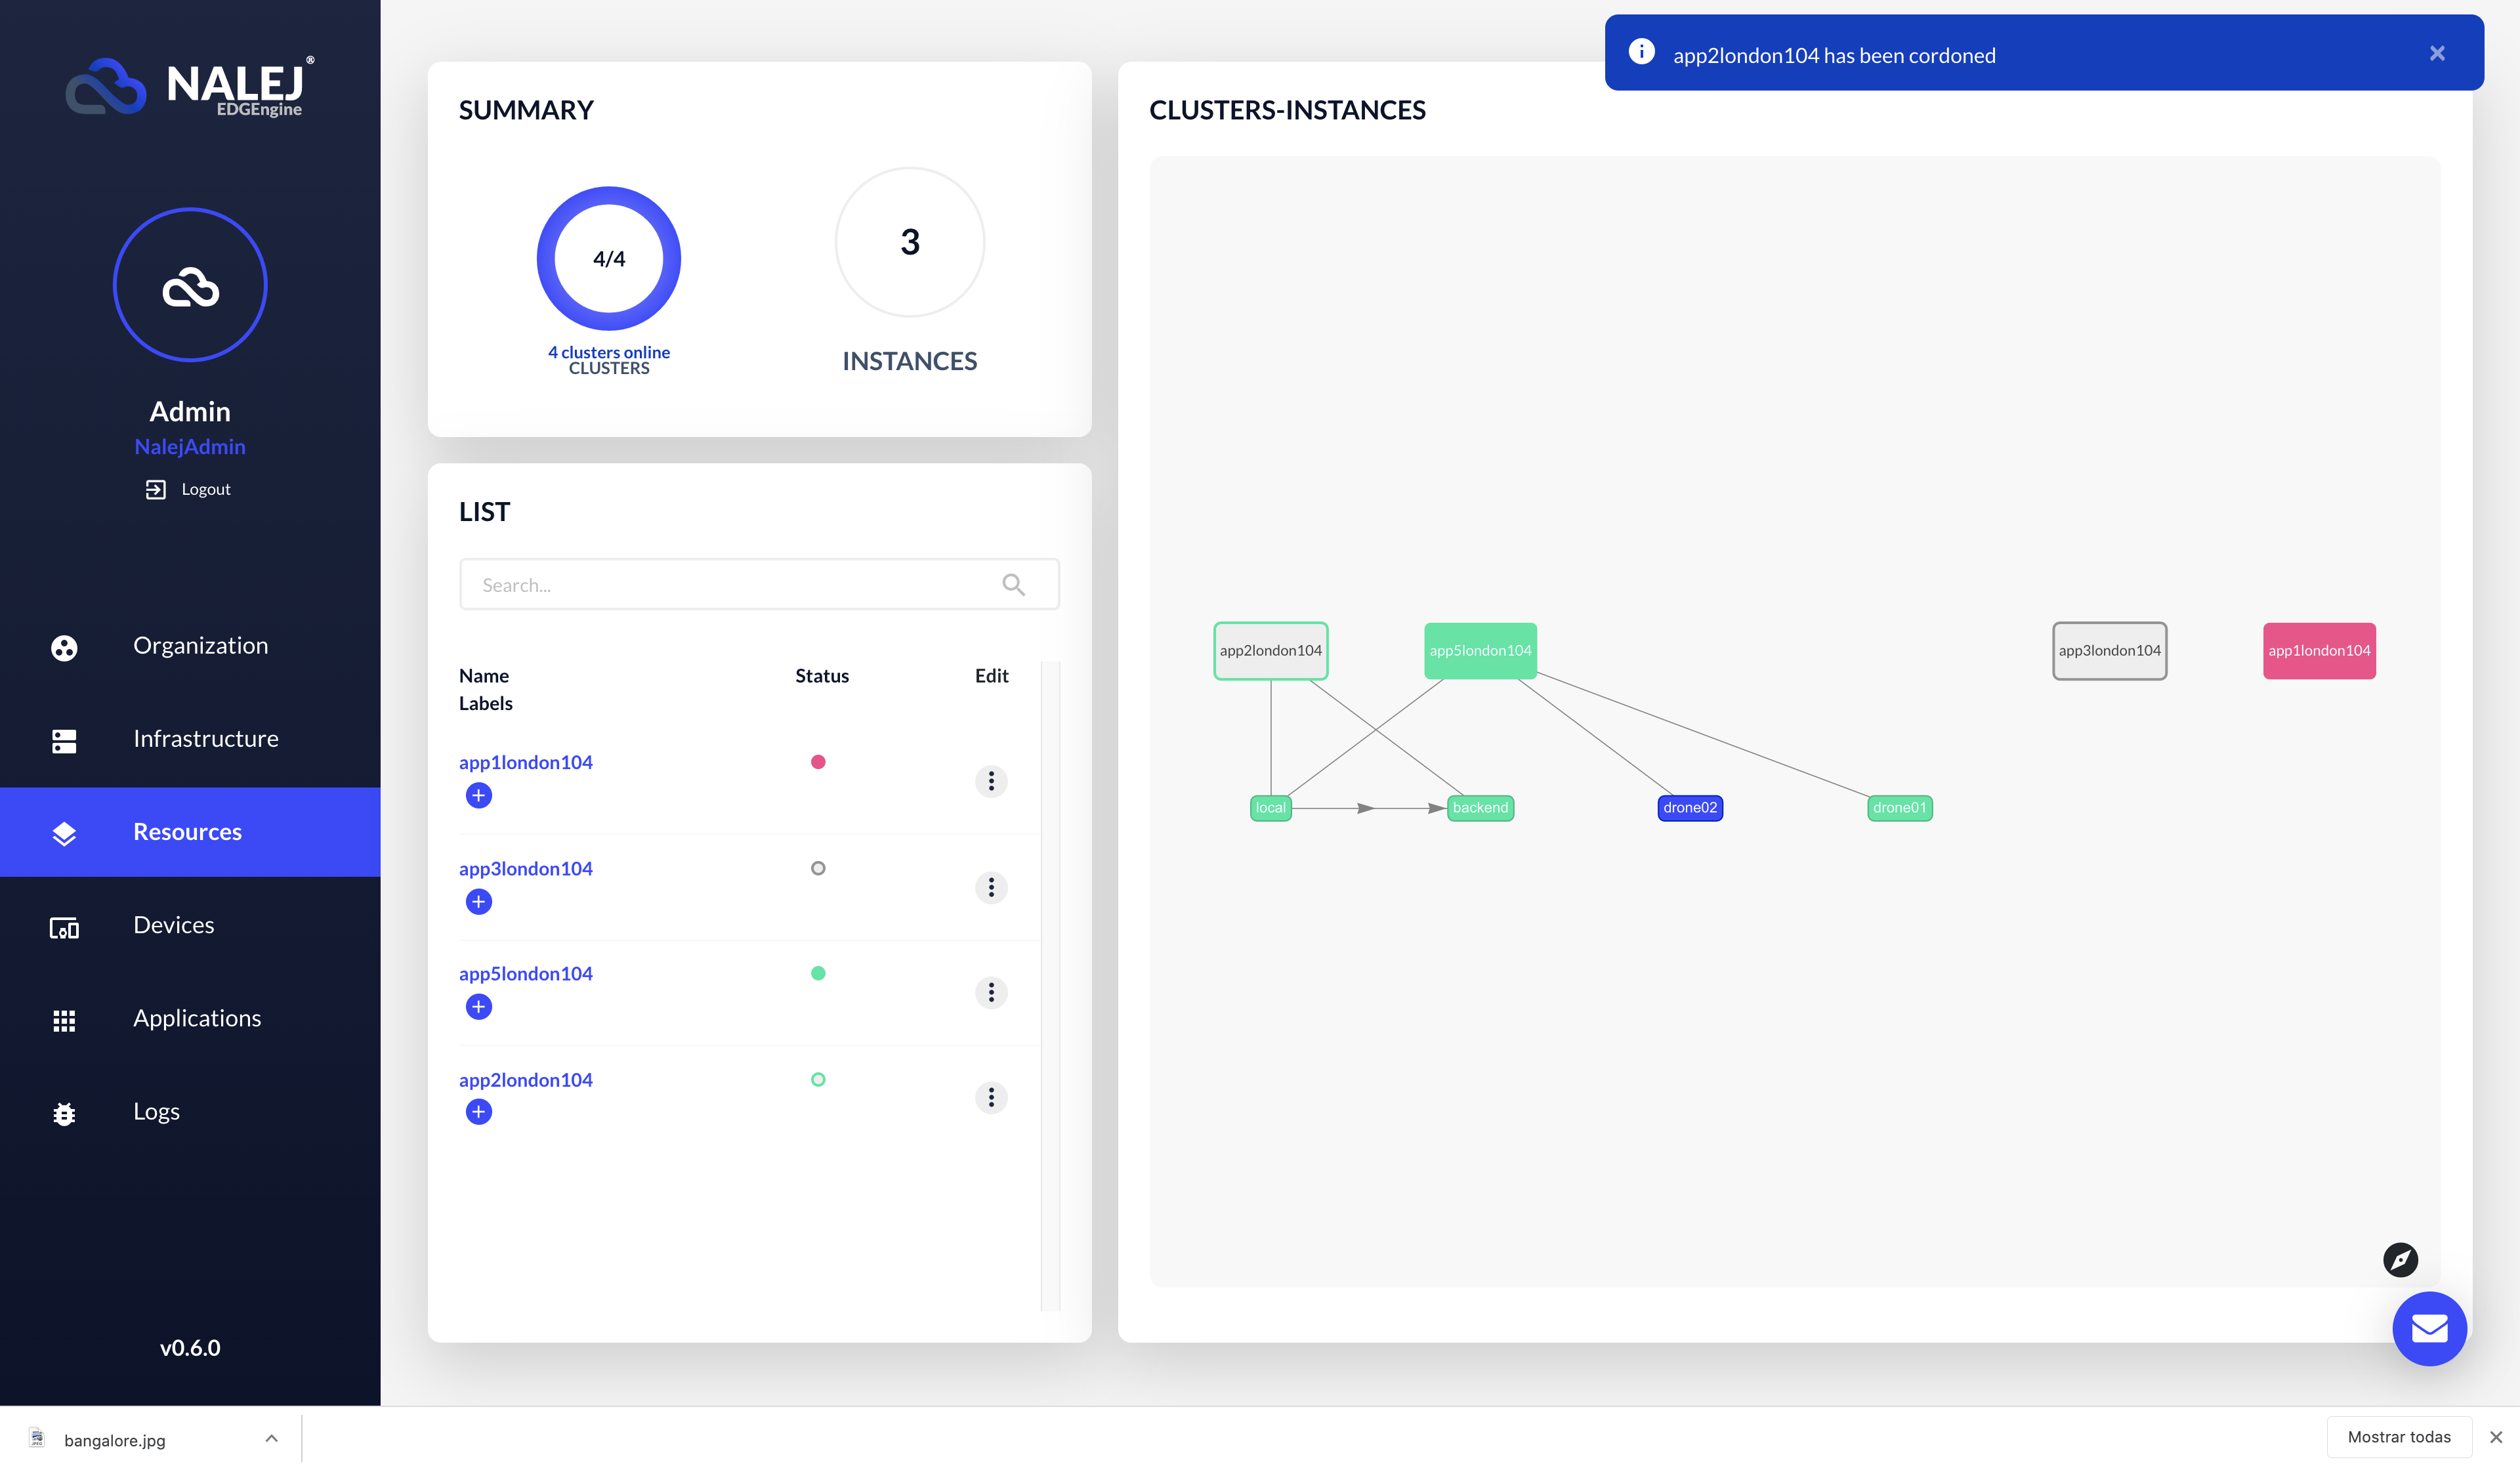 NALEJ®
EDGEngine
Admin
NalejAdmin
Logout
Organization
Infrastructure
Resources
Devices
Applications
Logs
v0.6.0
SUMMARY
4/4
4 clusters online
CLUSTERS
3
INSTANCES
LIST
Search...
Name
Labels
Status
Edit
app1london104
app3london104
app5london104
app2london104
app2london104 has been cordoned
CLUSTERS-INSTANCES
app2london104
app5london104
app3london104
app1london104
local
backend
drone02
drone01
bangalore.jpg
Mostrar todas